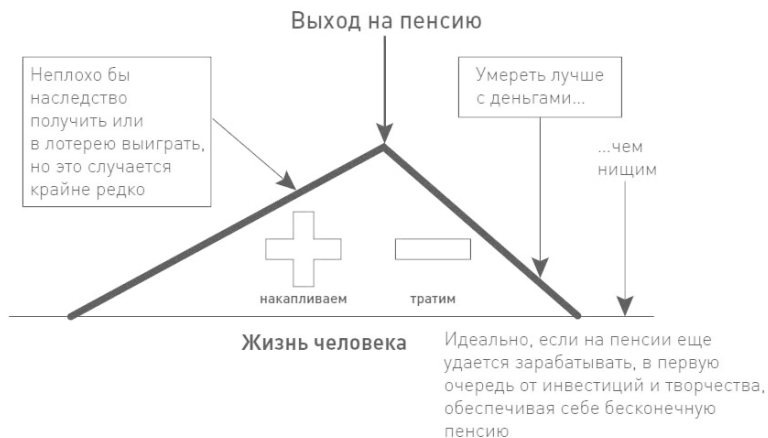 Выход на пенсию
Неплохо бы
наследство
получить или
в лотерею выиграть,
но это случается
крайне редко
Умереть лучше
с деньгами...
...чем
нищим
накапливаем
тратим
Жизнь человека
Идеально, если на пенсии еще
удается зарабатывать, в первую
очередь от инвестиций и творчества,
обеспечивая себе бесконечную
пенсию